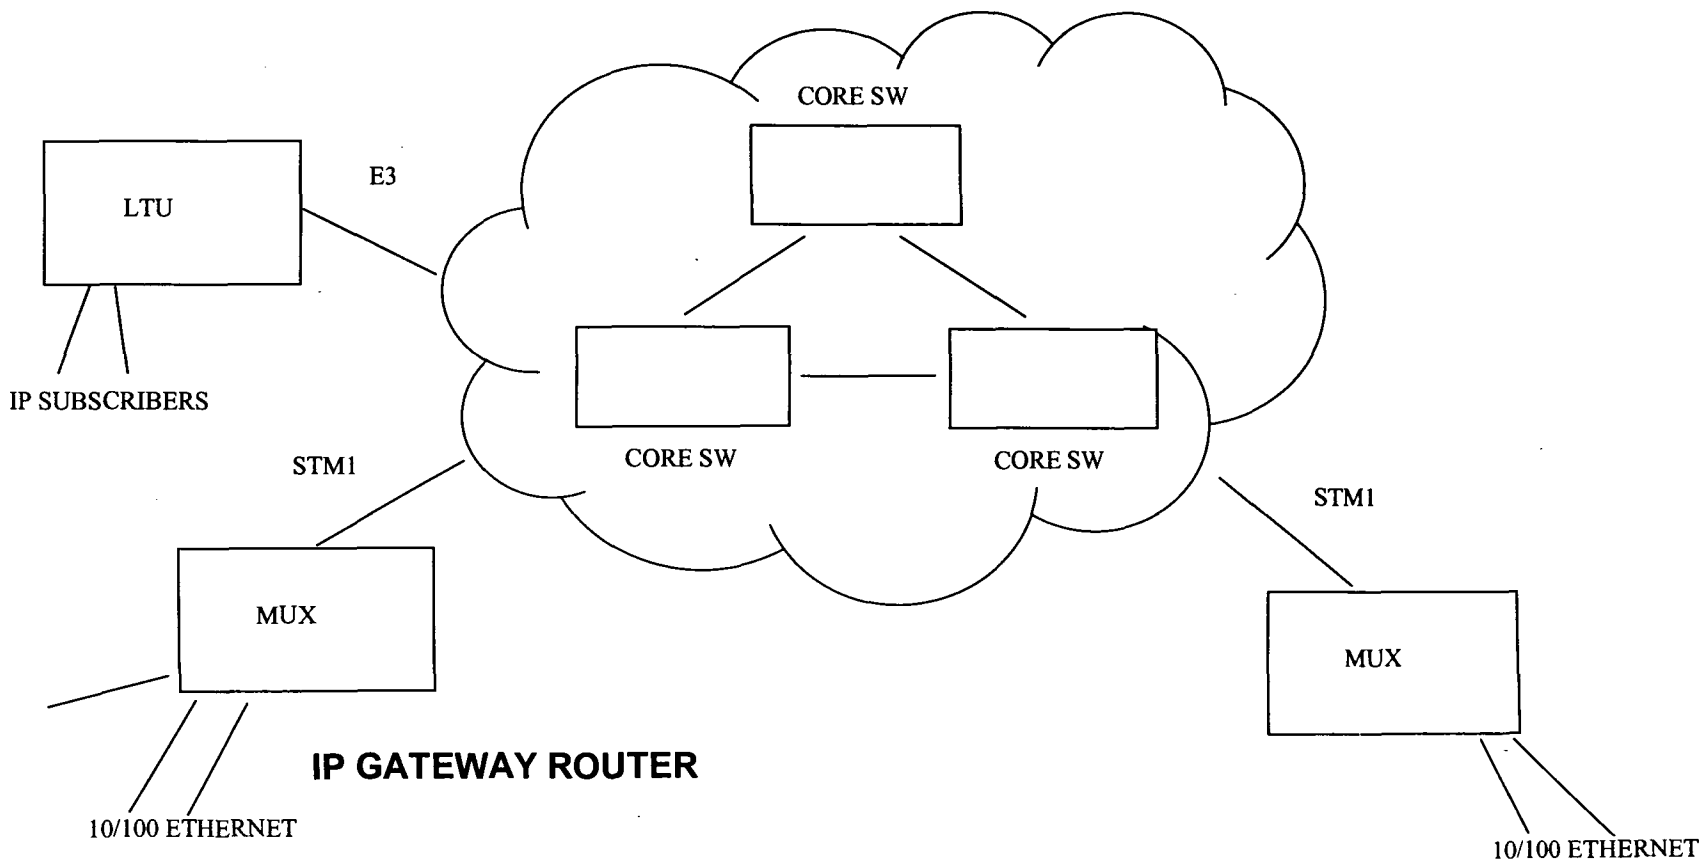 CORE SW
E3
LTU
IP SUBSCRIBERS
CORE SW
CORE SW
STM1
STM1
MUX
MUX
IP GATEWAY ROUTER
10/100 ETHERNET
10/100 ETHERNET